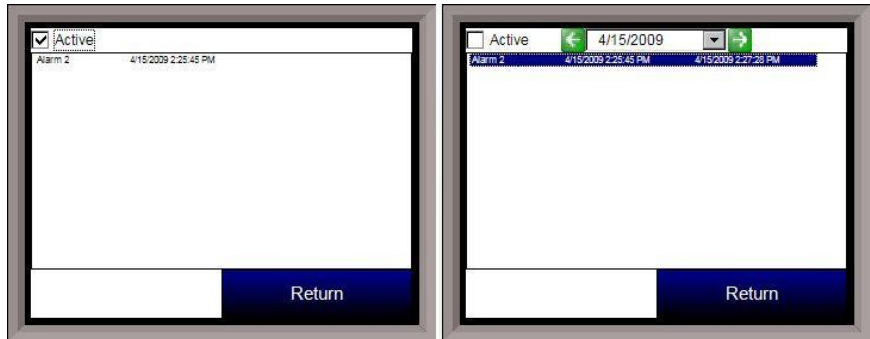 Active
Alarm 2 4/15/2009 2:25:45 PM
Return
Active 4/15/2009
Alarm 2 4/15/2009 2:25:45 PM 4/15/2009 2:27:28 PM
Return